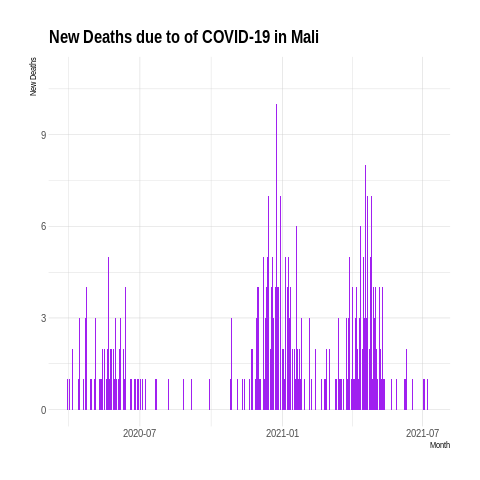 New Deaths due to of COVID-19 in Mali
New Deaths
9
6
3
0
2020-07
2021-01
2021-07
Month